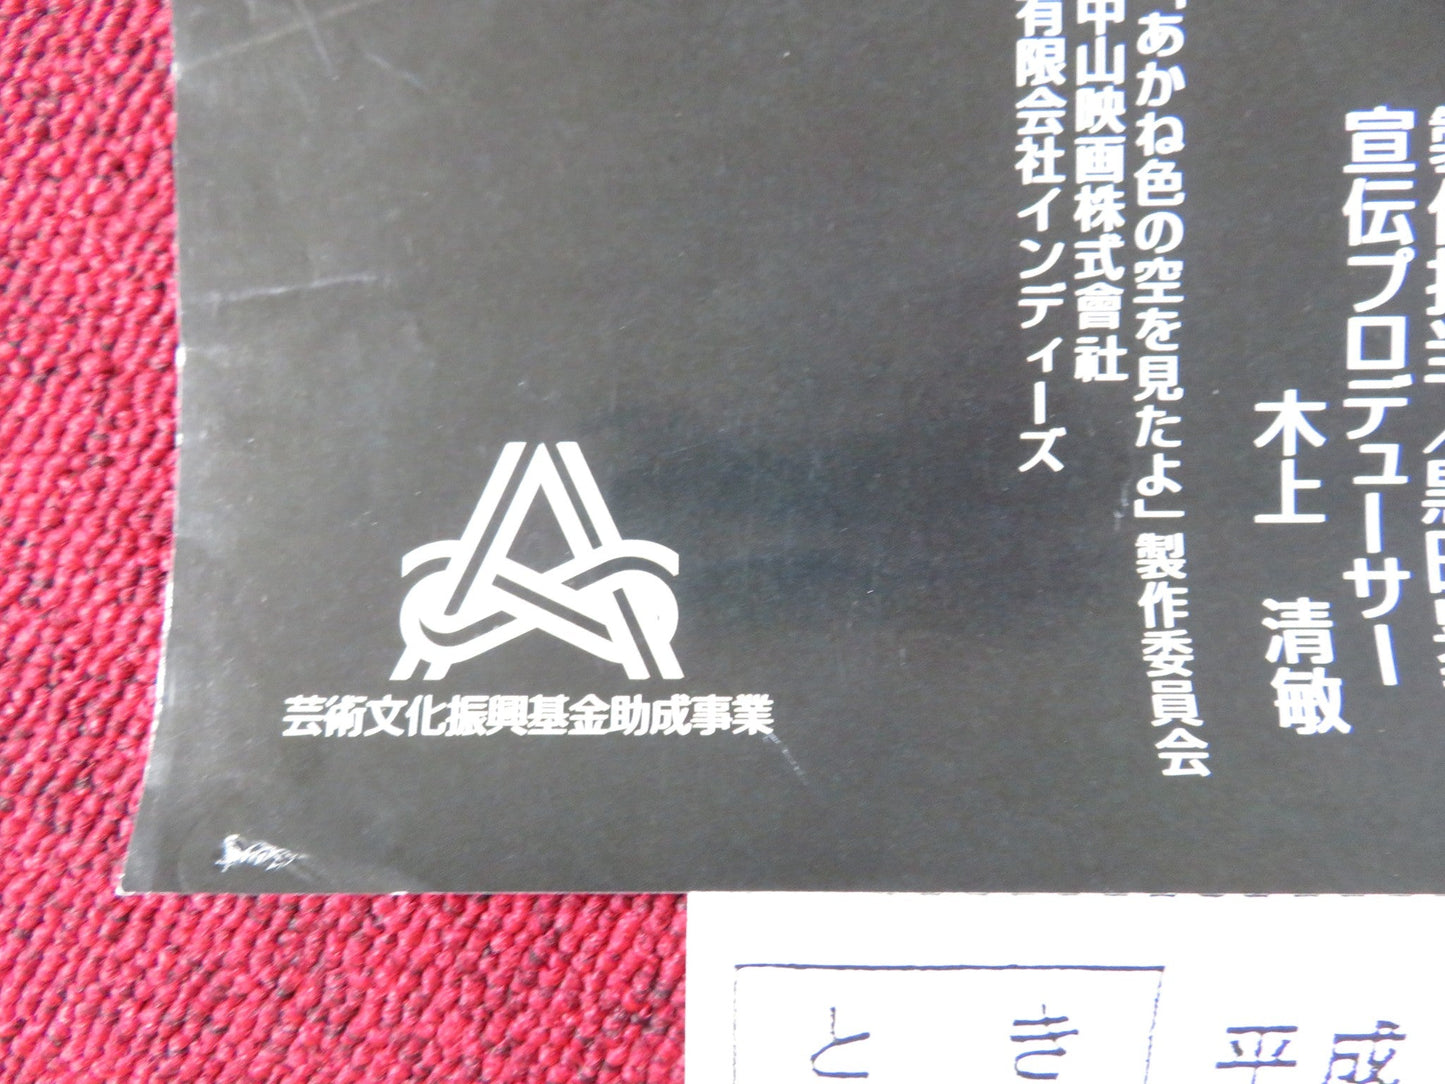 宣伝プロデューサー
木上 清敏
「あかね色の空を見たよ」製作委員会
中山映画株式會社
有限会社インディーズ
芸術文化振興基金助成事業
とき 平成